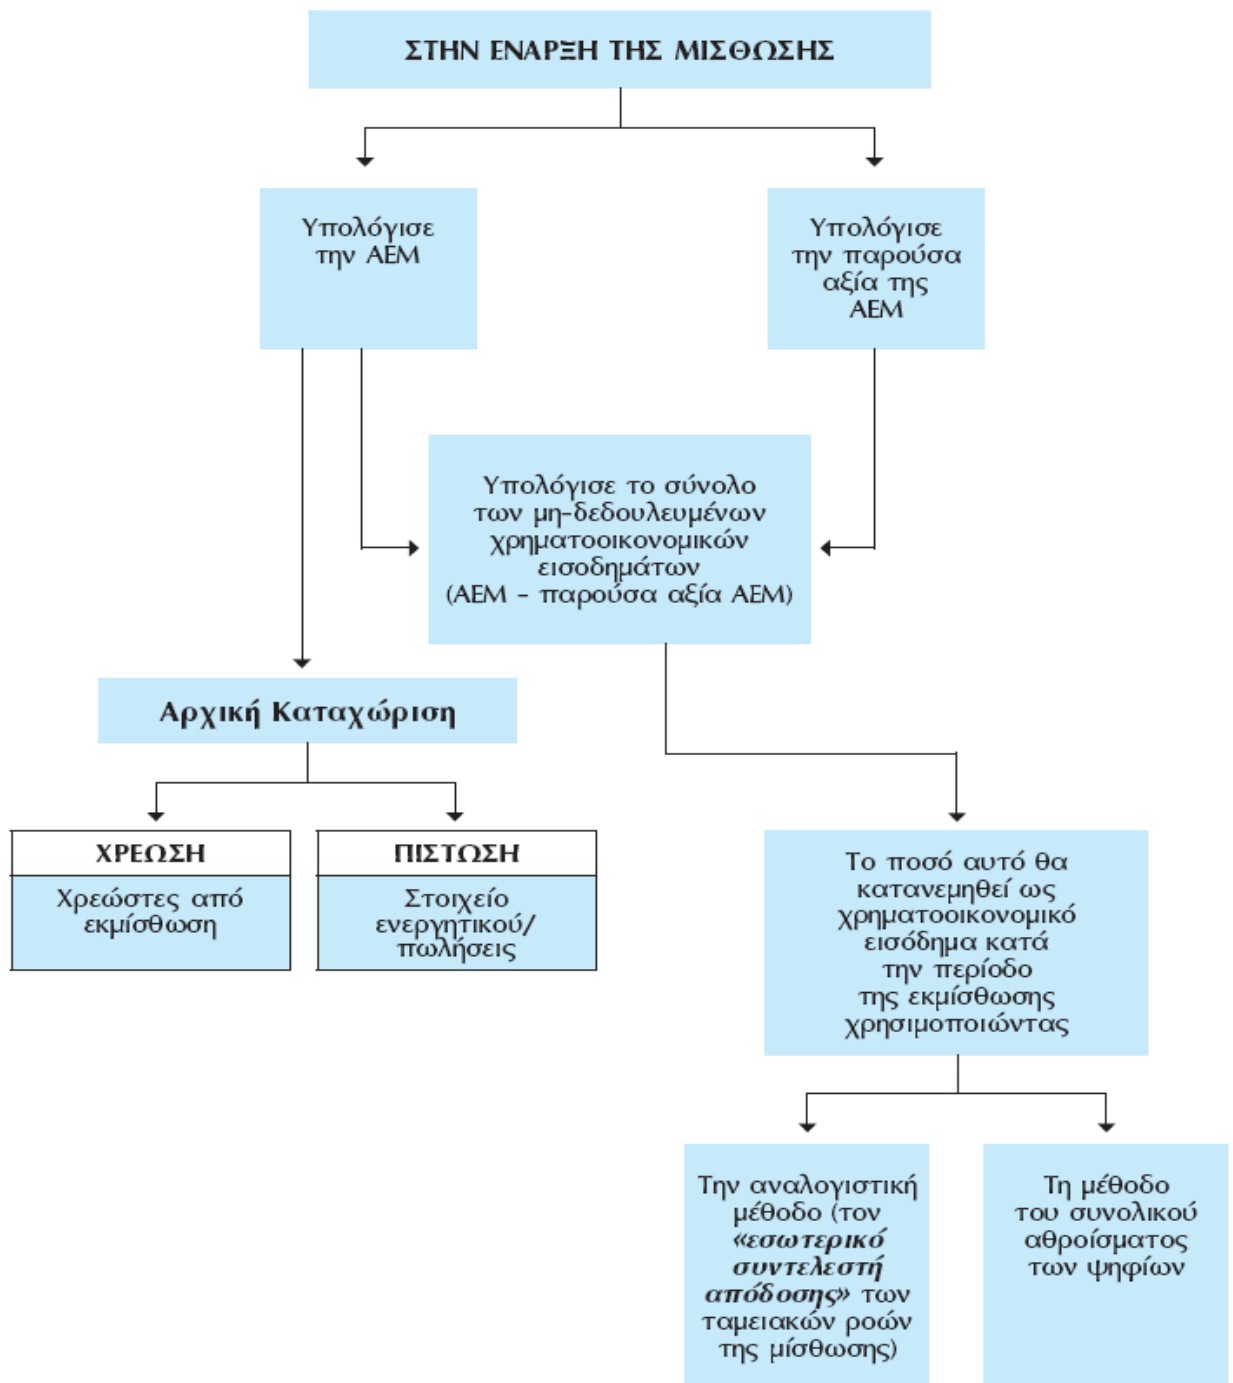 ΣΤΗΝ ΕΝΑΡΞΗ ΤΗΣ ΜΙΣΘΩΣΗΣ
Υπολόγισε
την ΑΕΜ
Υπολόγισε
την παρούσα
αξία της
ΑΕΜ
Υπολόγισε το σύνολο
των μη-δεδουλευμένων
χρηματοοικονομικών
εισοδημάτων
(ΑΕΜ – παρούσα αξία ΑΕΜ)
Αρχική Καταχώριση
ΧΡΕΩΣΗ
Χρεώστες από
εκμίσθωση
ΠΙΣΤΩΣΗ
Στοιχείο
ενεργητικού/
πωλήσεις
Το ποσό αυτό θα
κατανεμηθεί ως
χρηματοοικονομικό
εισόδημα κατά
την περίοδο
της εκμίσθωσης
χρησιμοποιώντας
Την αναλογιστική
μέθοδο (τον
«εσωτερικό
συντελεστή
απόδοσης» των
ταμειακών ροών
της μίσθωσης)
Τη μέθοδο
του συνολικού
αθροίσματος
των ψηφίων